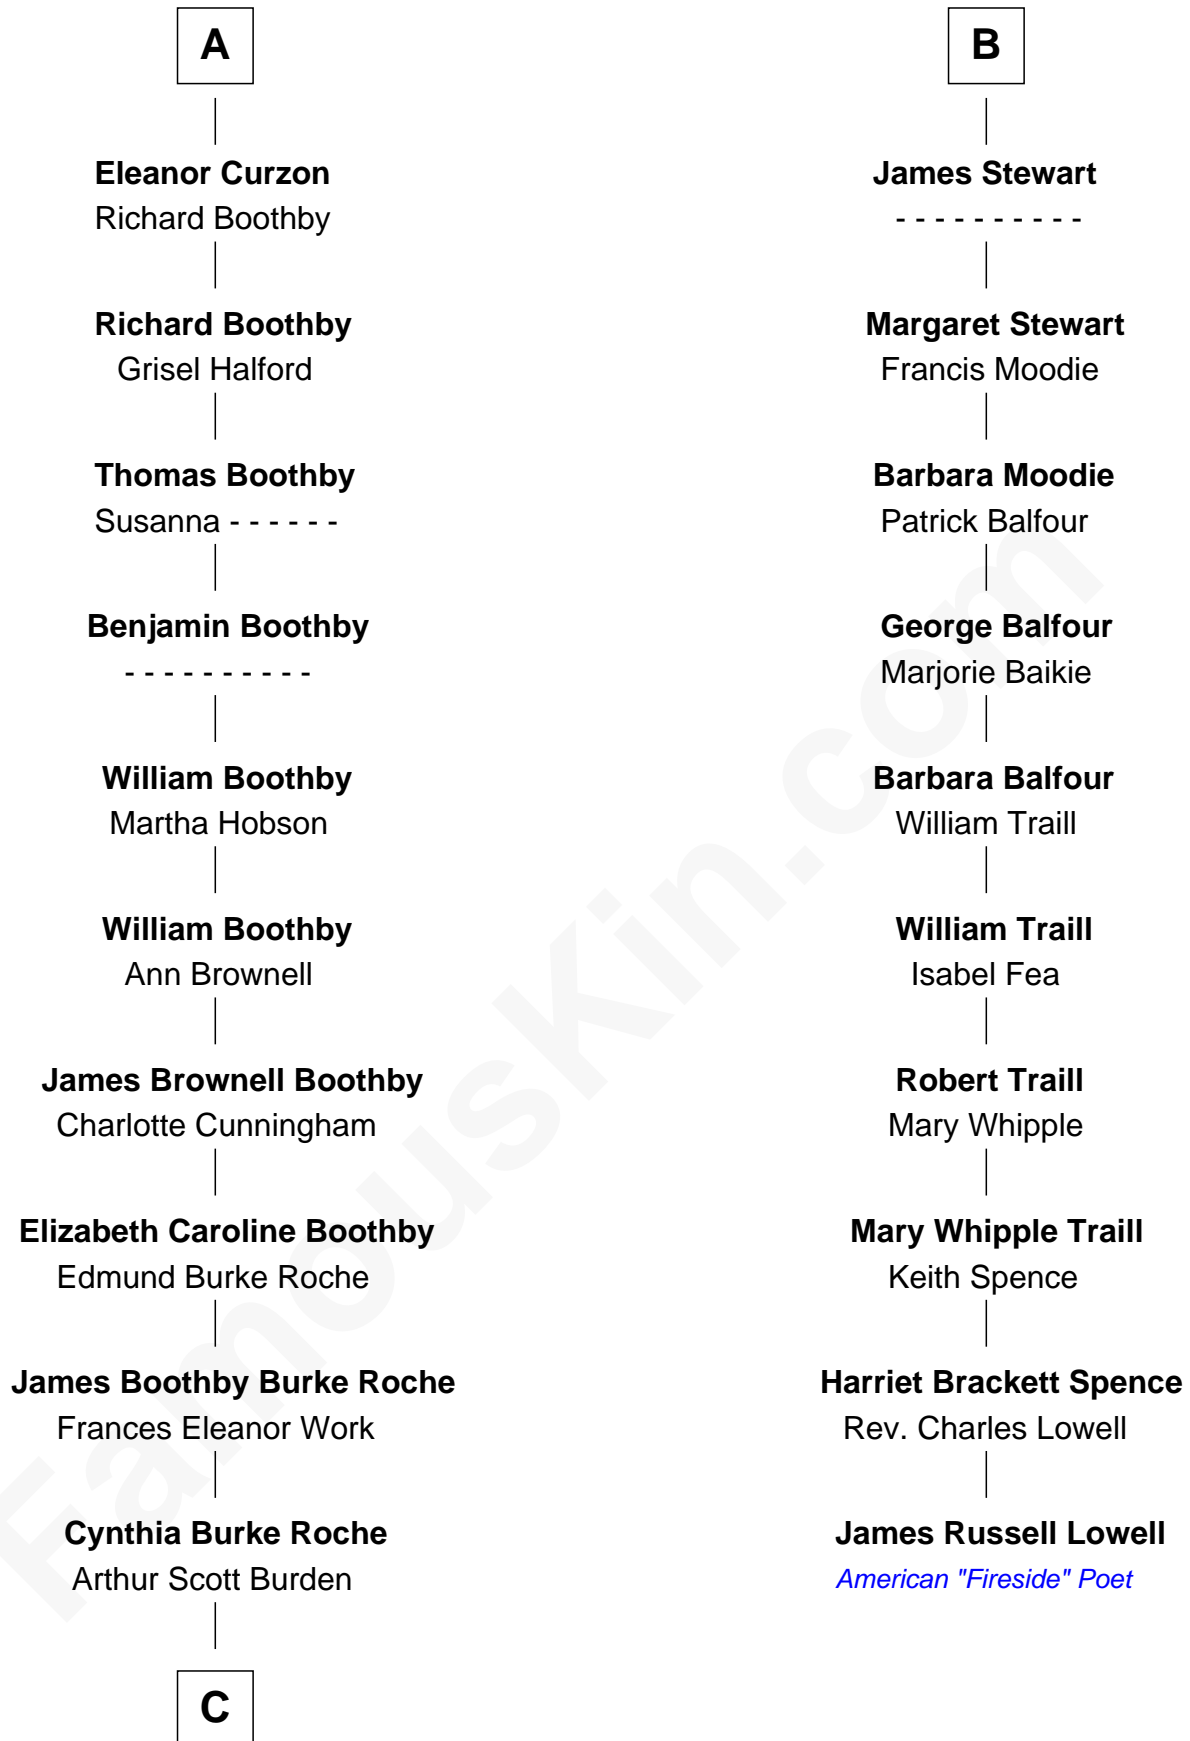 A
Eleanor Curzon
Richard Boothby
Richard Boothby
Grisel Halford
Thomas Boothby
Susanna - - - - - -
Benjamin Boothby
- - - - - - - - - -
William Boothby
Martha Hobson
William Boothby
Ann Brownell
James Brownell Boothby
Charlotte Cunningham
Elizabeth Caroline Boothby
Edmund Burke Roche
James Boothby Burke Roche
Frances Eleanor Work
Cynthia Burke Roche
Arthur Scott Burden
C
B
James Stewart
- - - - - - - - - -
Margaret Stewart
Francis Moodie
Barbara Moodie
Patrick Balfour
George Balfour
Marjorie Baikie
Barbara Balfour
William Traill
William Traill
Isabel Fea
Robert Traill
Mary Whipple
Mary Whipple Traill
Keith Spence
Harriet Brackett Spence
Rev. Charles Lowell
James Russell Lowell
American "Fireside" Poet
FamousKin.com